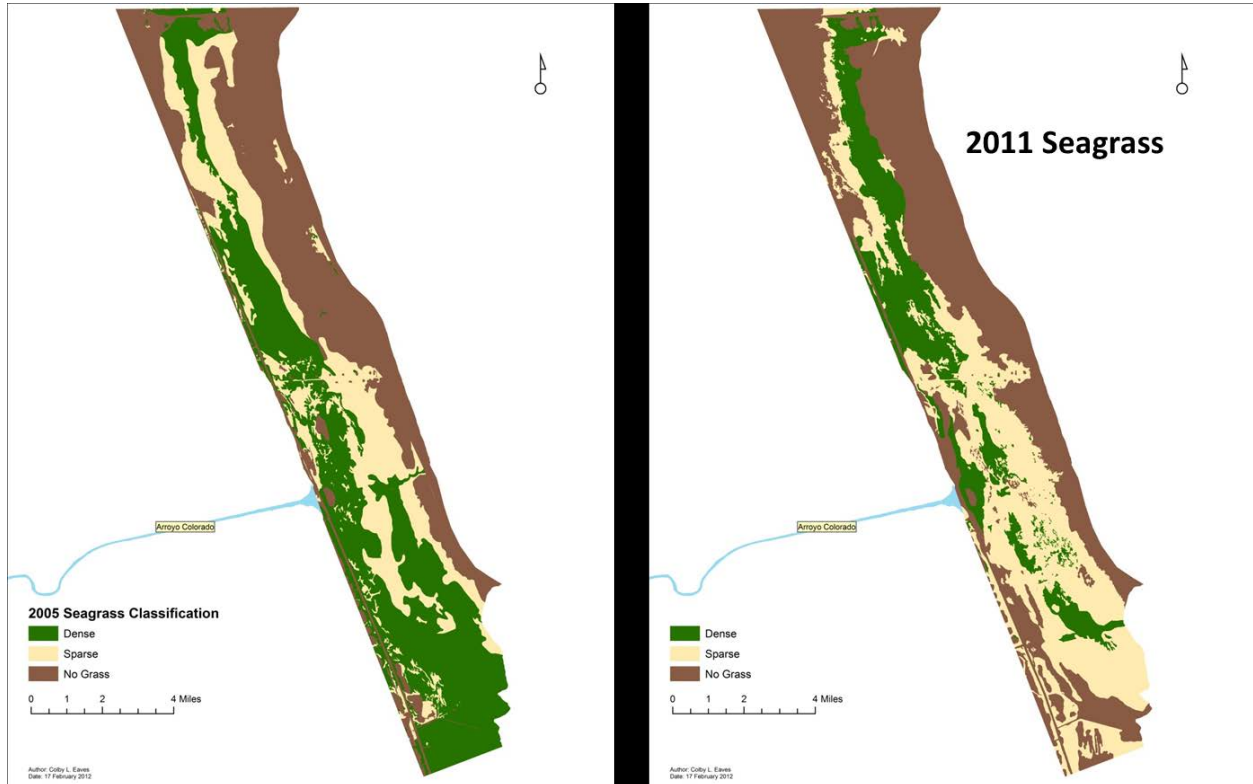 Arroyo Colorado
2005 Seagrass Classification
Dense
Sparse
No Grass
0 1 2 4 Miles
Author: Colby L. Eaves
Date: 17 February 2012
2011 Seagrass
Arroyo Colorado
Dense
Sparse
No Grass
0 1 2 4 Miles
Author: Colby L. Eaves
Date: 17 February 2012